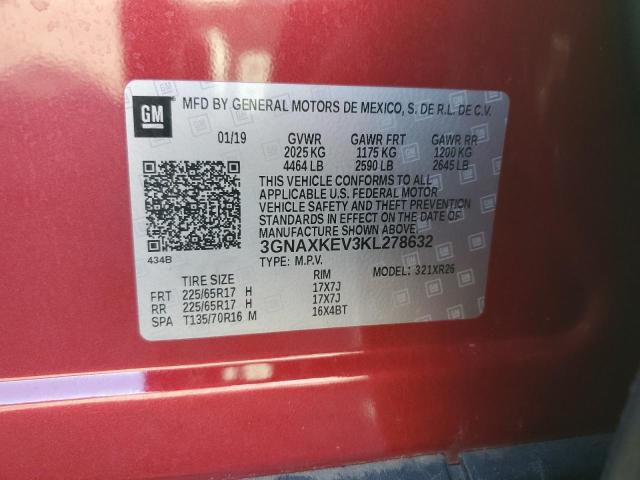 GM
MFD BY GENERAL MOTORS DE MEXICO, S. DE R.L. DE C.V.
01/19 GVWR GAWR FRT GAWR RR
2025 KG 1175 KG 1200 KG
4464 LB 2590 LB 2645 LB
THIS VEHICLE CONFORMS TO ALL
APPLICABLE U.S. FEDERAL MOTOR
VEHICLE SAFETY AND THEFT PREVENTION
STANDARDS IN EFFECT ON THE DATE OF
MANUFACTURE SHOWN ABOVE.
3GNAXKEV3KL278632
434B
TYPE: M.P.V. MODEL: 321XR26
TIRE SIZE RIM
FRT 225/65R17 H 17X7J
RR 225/65R17 H 17X7J
SPA T135/70R16 M 16X4BT